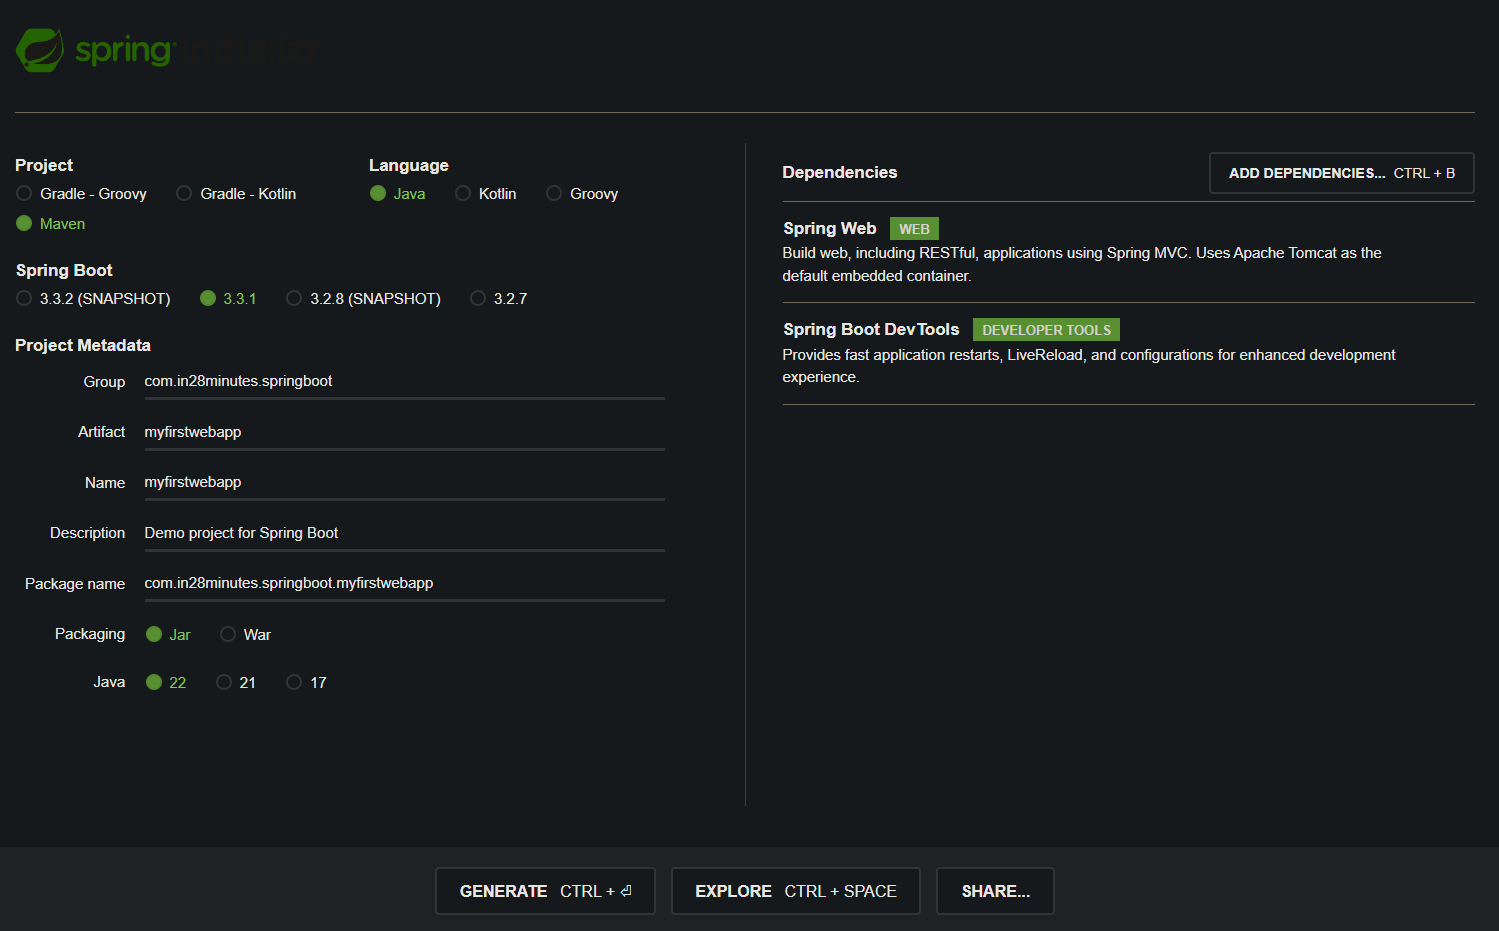 spring initializr
Project
Gradle - Groovy
Gradle - Kotlin
Maven
Language
Java
Kotlin
Groovy
Spring Boot
3.3.2 (SNAPSHOT)
3.3.1
3.2.8 (SNAPSHOT)
3.2.7
Project Metadata
Group
com.in28minutes.springboot
Artifact
myfirstwebapp
Name
myfirstwebapp
Description
Demo project for Spring Boot
Package name
com.in28minutes.springboot.myfirstwebapp
Packaging
Jar
War
Java
22
21
17
Dependencies
ADD DEPENDENCIES... CTRL + B
Spring Web WEB
Build web, including RESTful, applications using Spring MVC. Uses Apache Tomcat as the
default embedded container.
Spring Boot DevTools DEVELOPER TOOLS
Provides fast application restarts, LiveReload, and configurations for enhanced development
experience.
GENERATE CTRL + ⏎
EXPLORE CTRL + SPACE
SHARE...